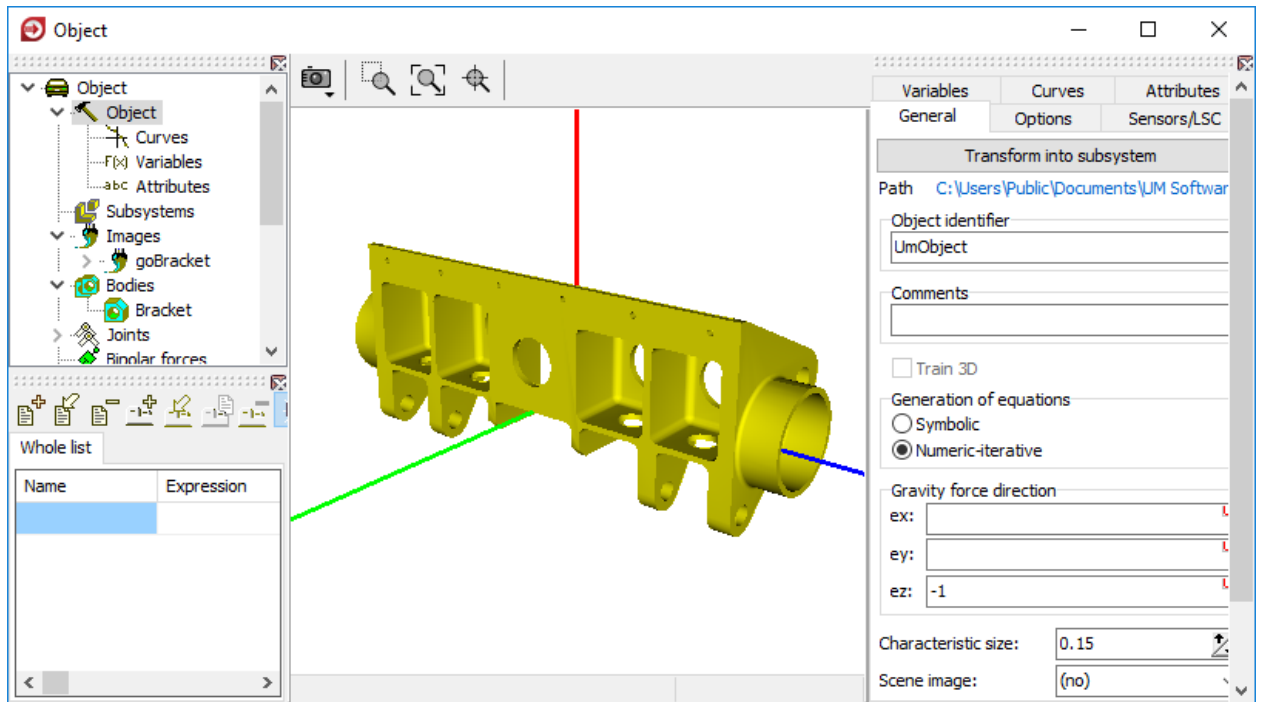 Object
Object
Object
Curves
F(x) Variables
abc Attributes
Subsystems
Images
goBracket
Bodies
Bracket
Joints
Bipolar forces
Whole list
Name Expression
Variables Curves Attributes
General Options Sensors/LSC
Transform into subsystem
Path C:\Users\Public\Documents\UM Softwar
Object identifier
UmObject
Comments
Train 3D
Generation of equations
Symbolic
Numeric-iterative
Gravity force direction
ex:
ey:
ez: -1
Characteristic size: 0.15
Scene image: (no)